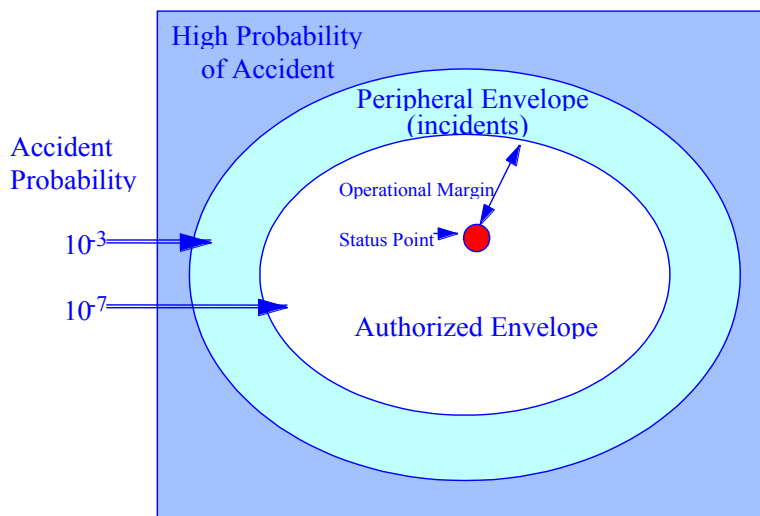 High Probability
of Accident
Peripheral Envelope
(incidents)
Accident
Probability
Operational Margin
Status Point
10-3
10-7
Authorized Envelope